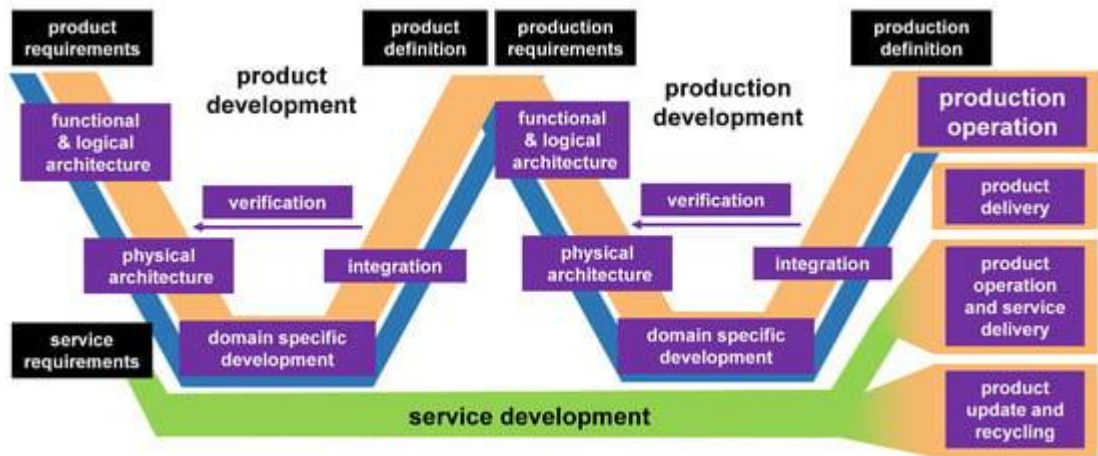 product
requirements
product
definition
production
requirements
production
definition
product
development
production
development
functional
& logical
architecture
functional
& logical
architecture
production
operation
verification
verification
product
delivery
physical
architecture
integration
physical
architecture
integration
product
operation
and service
delivery
service
requirements
domain specific
development
domain specific
development
service development
product
update and
recycling